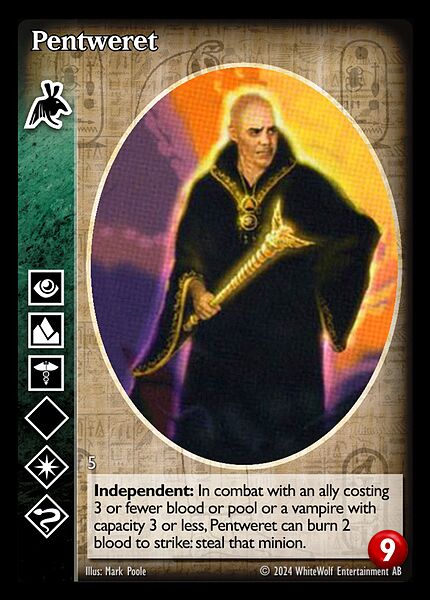 Pentweret
5
Independent: In combat with an ally costing
3 or fewer blood or pool or a vampire with
capacity 3 or less, Pentweret can burn 2
blood to strike: steal that minion.
9
Illus: Mark Poole
© 2024 WhiteWolf Entertainment AB